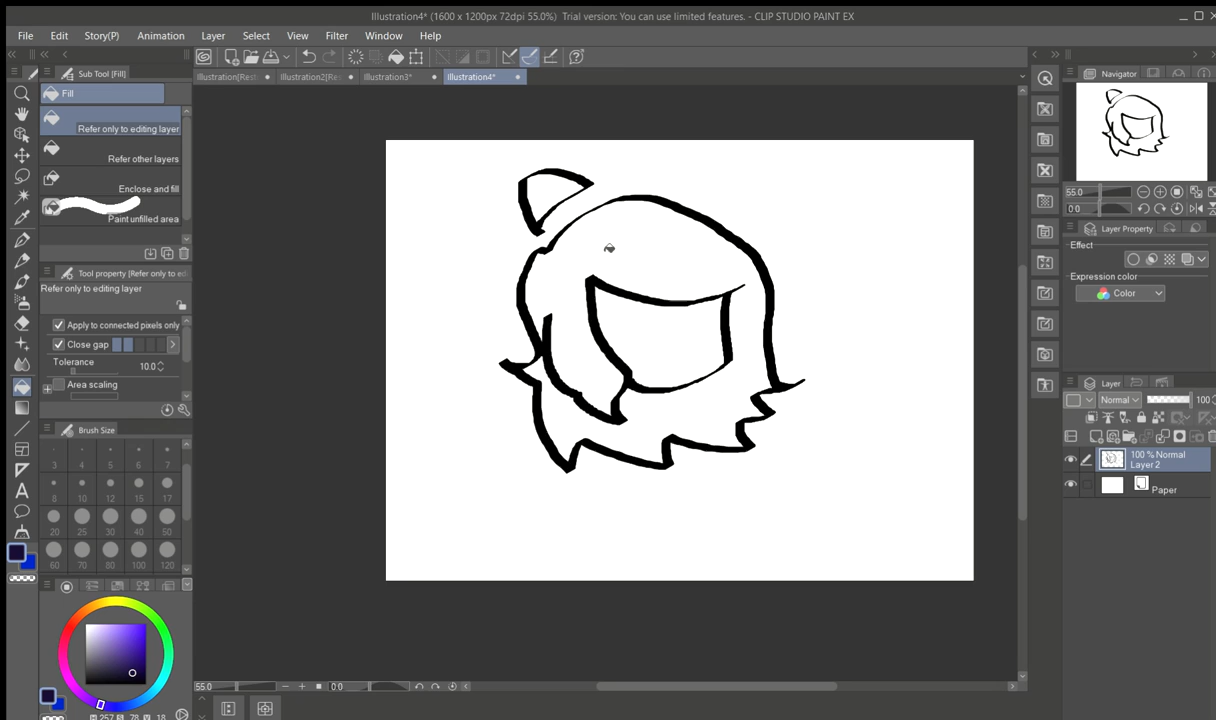 Illustration4* (1600 x 1200px 72dpi 55.0%) Trial version: You can use limited features. - CLIP STUDIO PAINT EX
File Edit Story(P) Animation Layer Select View Filter Window Help
Sub Tool [Fill]
Illustration[Rest Illustration2[Res Illustration3* Illustration4*
Navigator
Fill
Refer only to editing layer
Refer other layers
Enclose and fill
Paint unfilled area
55.0
0.0
Layer Property
Effect
Expression color
Color
Tool property [Refer only to ed
Refer only to editing layer
Apply to connected pixels only
Close gap
Tolerance 10.0
Area scaling
Layer
Normal 100
Brush Size
3 4 5 6 7
8 10 12 15 17
20 25 30 40 50
60 70 80 100 120
100 % Normal
Layer 2
Paper
A
55.0 0.0
H 257 S 78 V 18